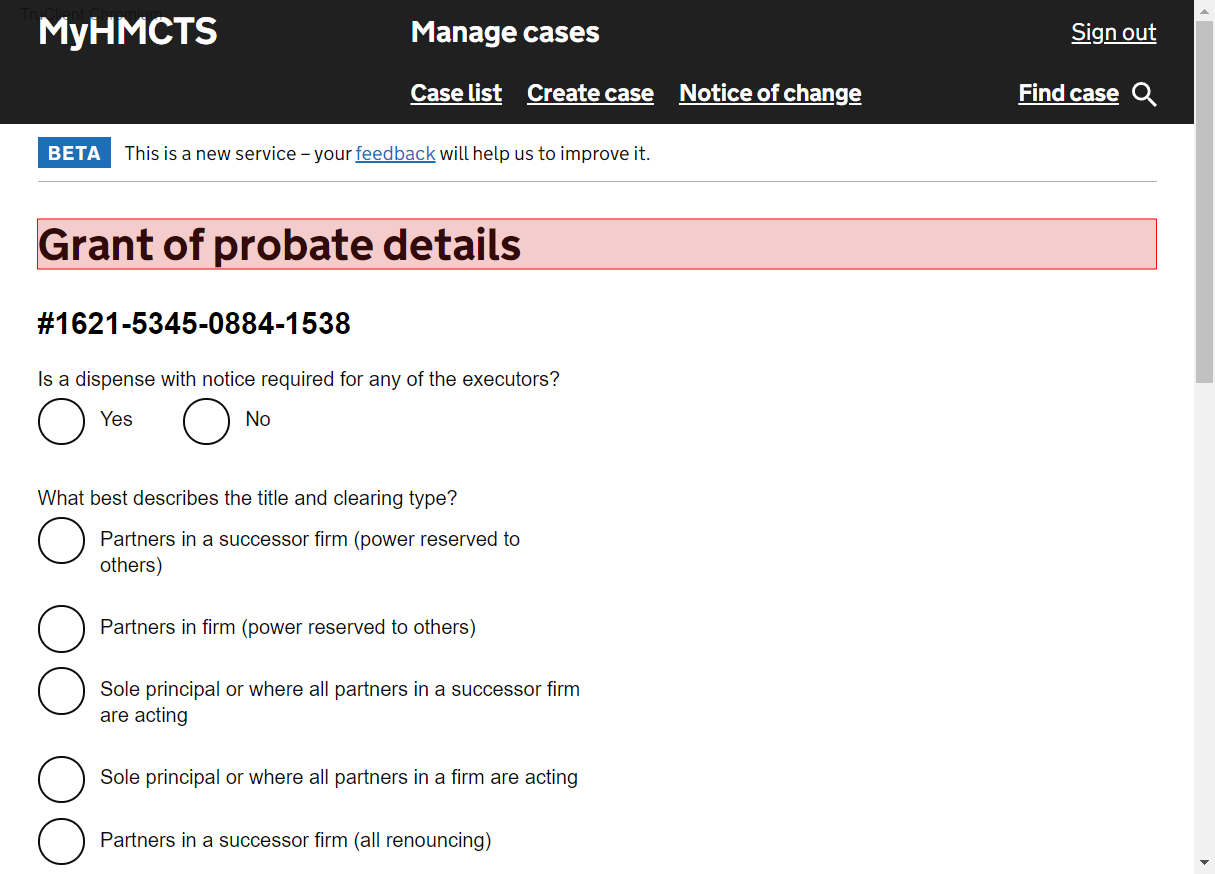 TruClient Chromium
MyHMCTS
Manage cases
Sign out
Case list Create case Notice of change
Find case
BETA This is a new service – your feedback will help us to improve it.
Grant of probate details
#1621-5345-0884-1538
Is a dispense with notice required for any of the executors?
Yes No
What best describes the title and clearing type?
Partners in a successor firm (power reserved to
others)
Partners in firm (power reserved to others)
Sole principal or where all partners in a successor firm
are acting
Sole principal or where all partners in a firm are acting
Partners in a successor firm (all renouncing)